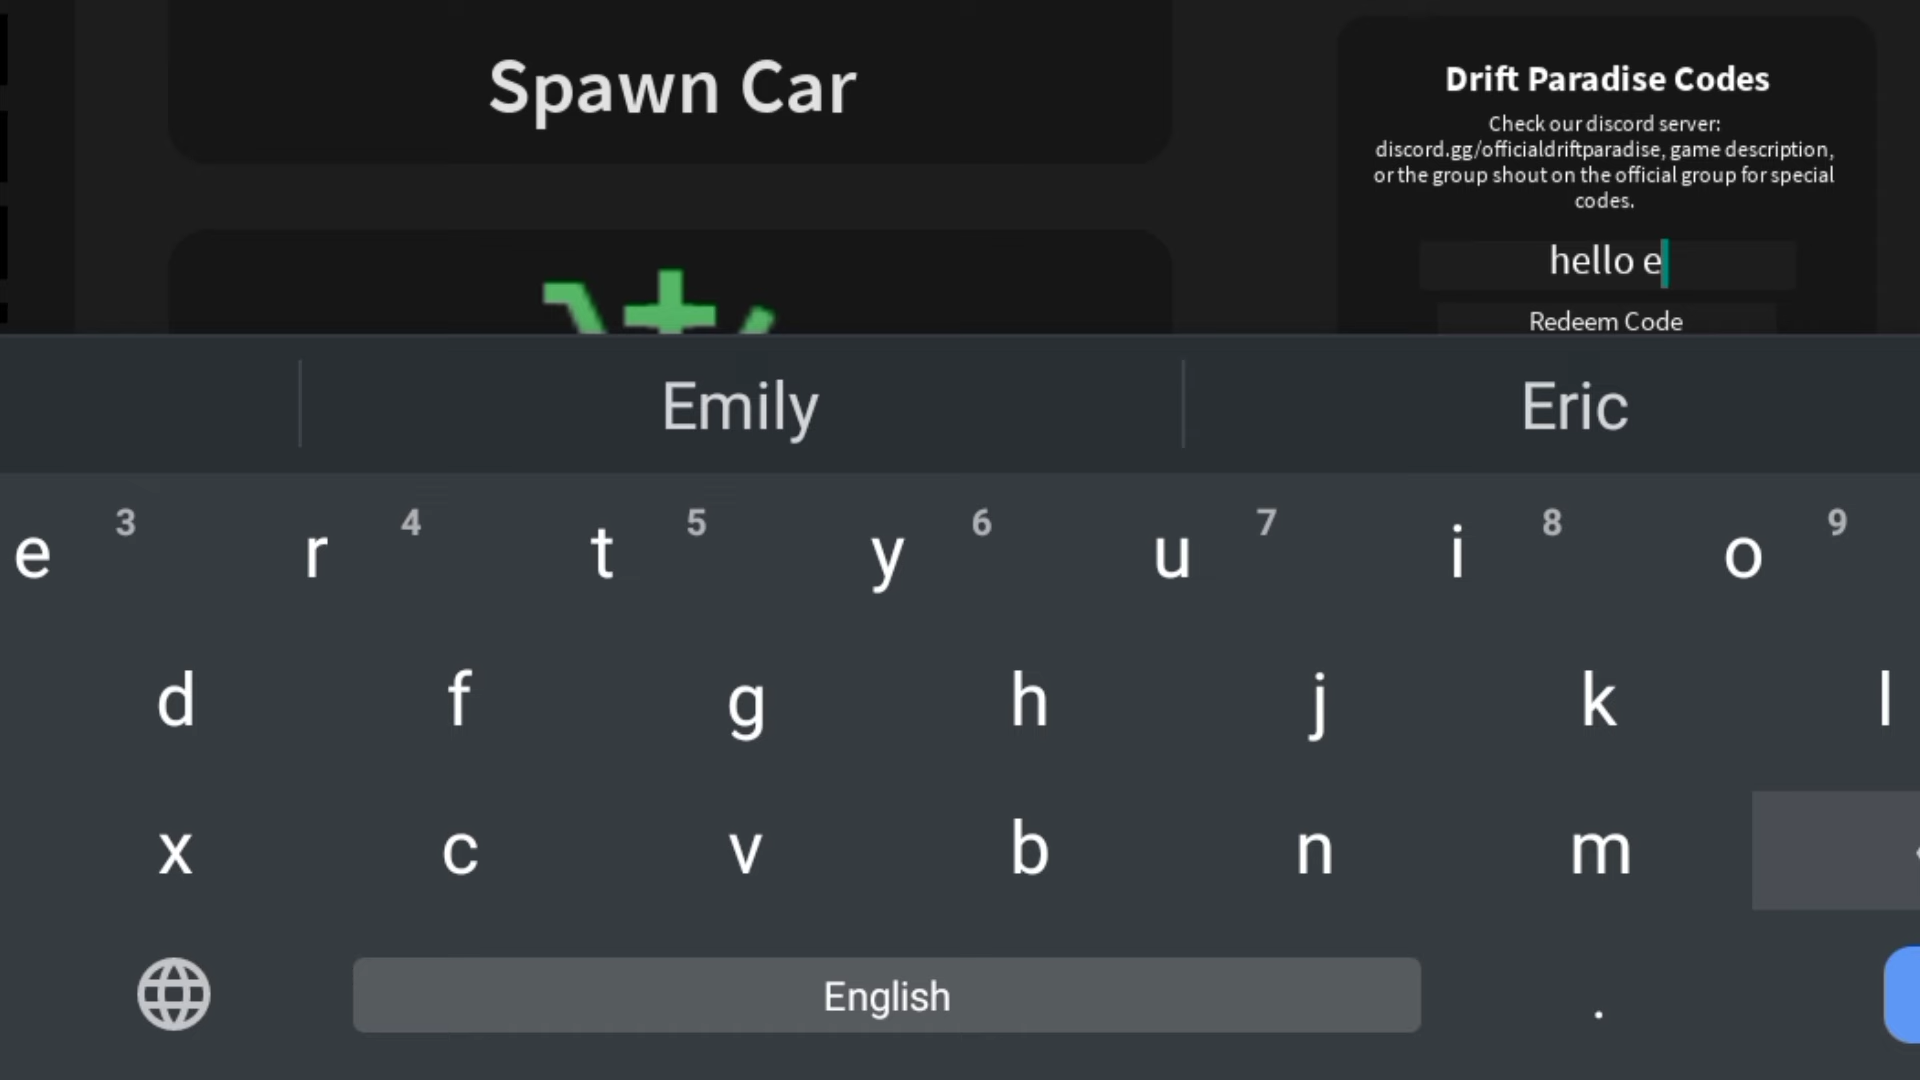 Spawn Car
Drift Paradise Codes
Check our discord server:
discord.gg/officialdriftparadise, game description,
or the group shout on the official group for special
codes.
hello e
Redeem Code
Emily
Eric
e 3 r 4 t 5 y 6 u 7 i 8 o 9
d f g h j k l
x c v b n m
English .